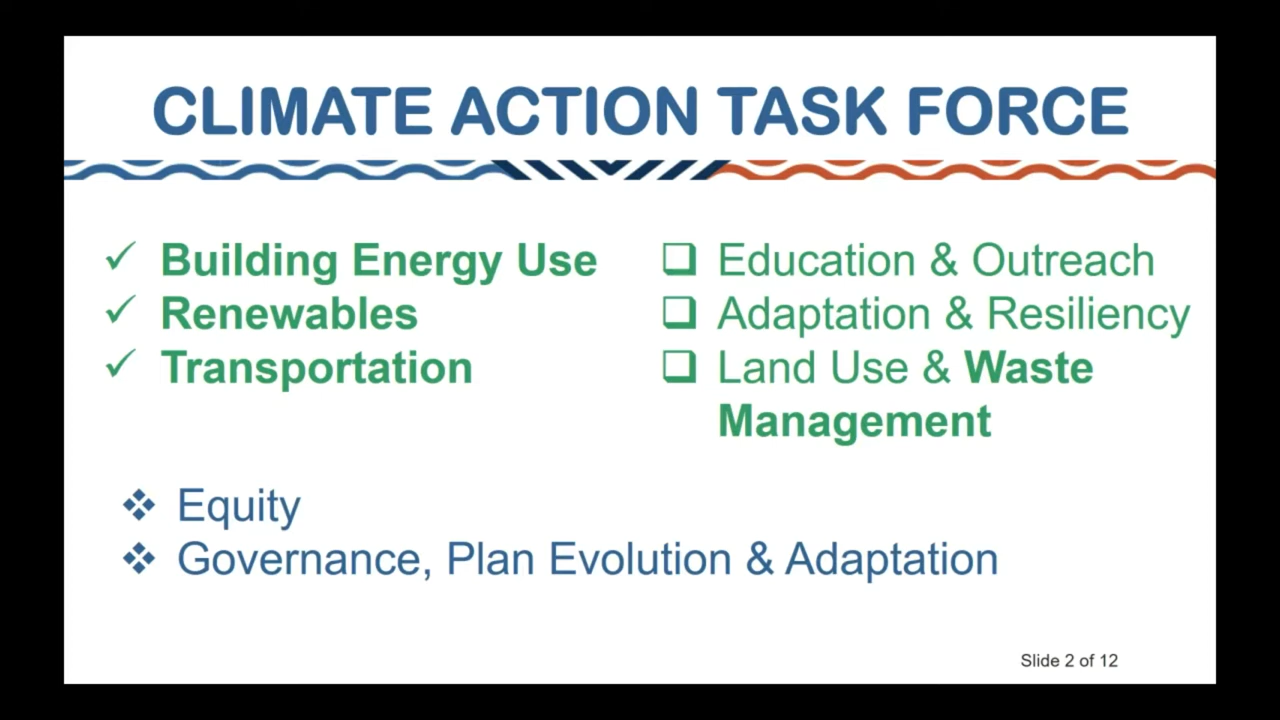 CLIMATE ACTION TASK FORCE
✓ Building Energy Use
✓ Renewables
✓ Transportation
❑ Education & Outreach
❑ Adaptation & Resiliency
❑ Land Use & Waste
Management
❖ Equity
❖ Governance, Plan Evolution & Adaptation
Slide 2 of 12